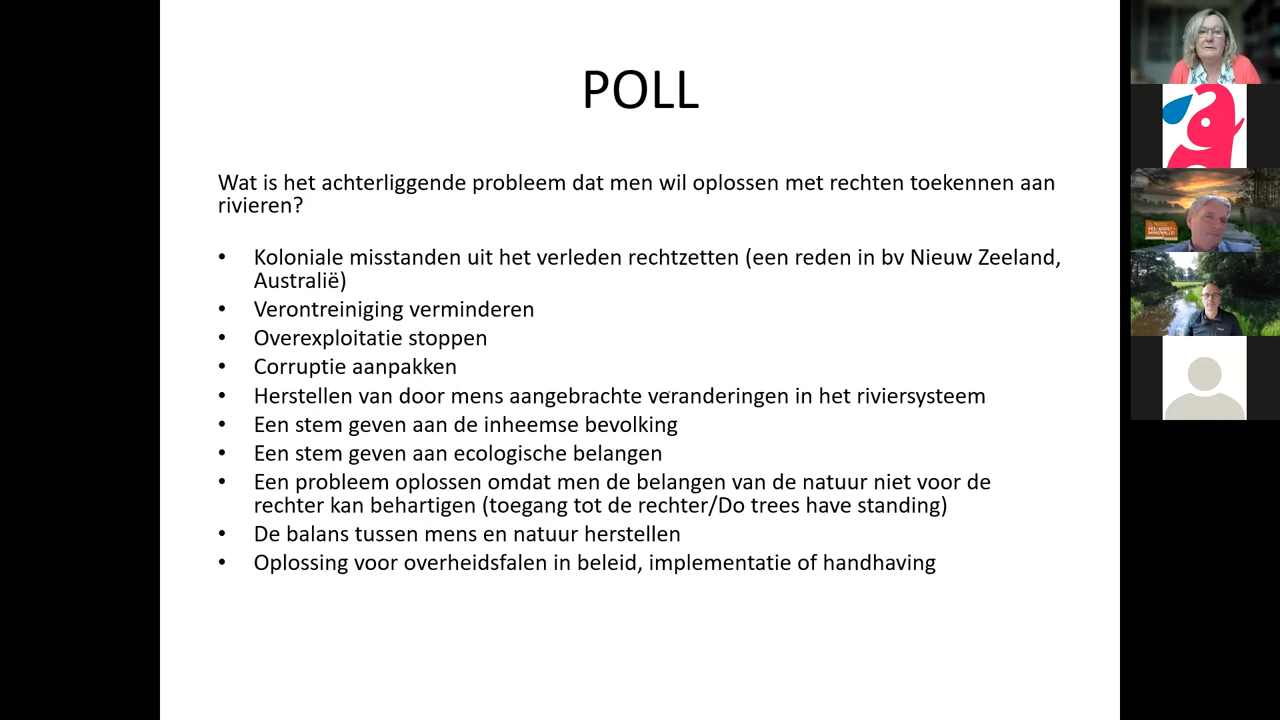 POLL
Wat is het achterliggende probleem dat men wil oplossen met rechten toekennen aan
rivieren?
• Koloniale misstanden uit het verleden rechtzetten (een reden in bv Nieuw Zeeland,
Australië)
• Verontreiniging verminderen
• Overexploitatie stoppen
• Corruptie aanpakken
• Herstellen van door mens aangebrachte veranderingen in het riviersysteem
• Een stem geven aan de inheemse bevolking
• Een stem geven aan ecologische belangen
• Een probleem oplossen omdat men de belangen van de natuur niet voor de
rechter kan behartigen (toegang tot de rechter/Do trees have standing)
• De balans tussen mens en natuur herstellen
• Oplossing voor overheidsfalen in beleid, implementatie of handhaving